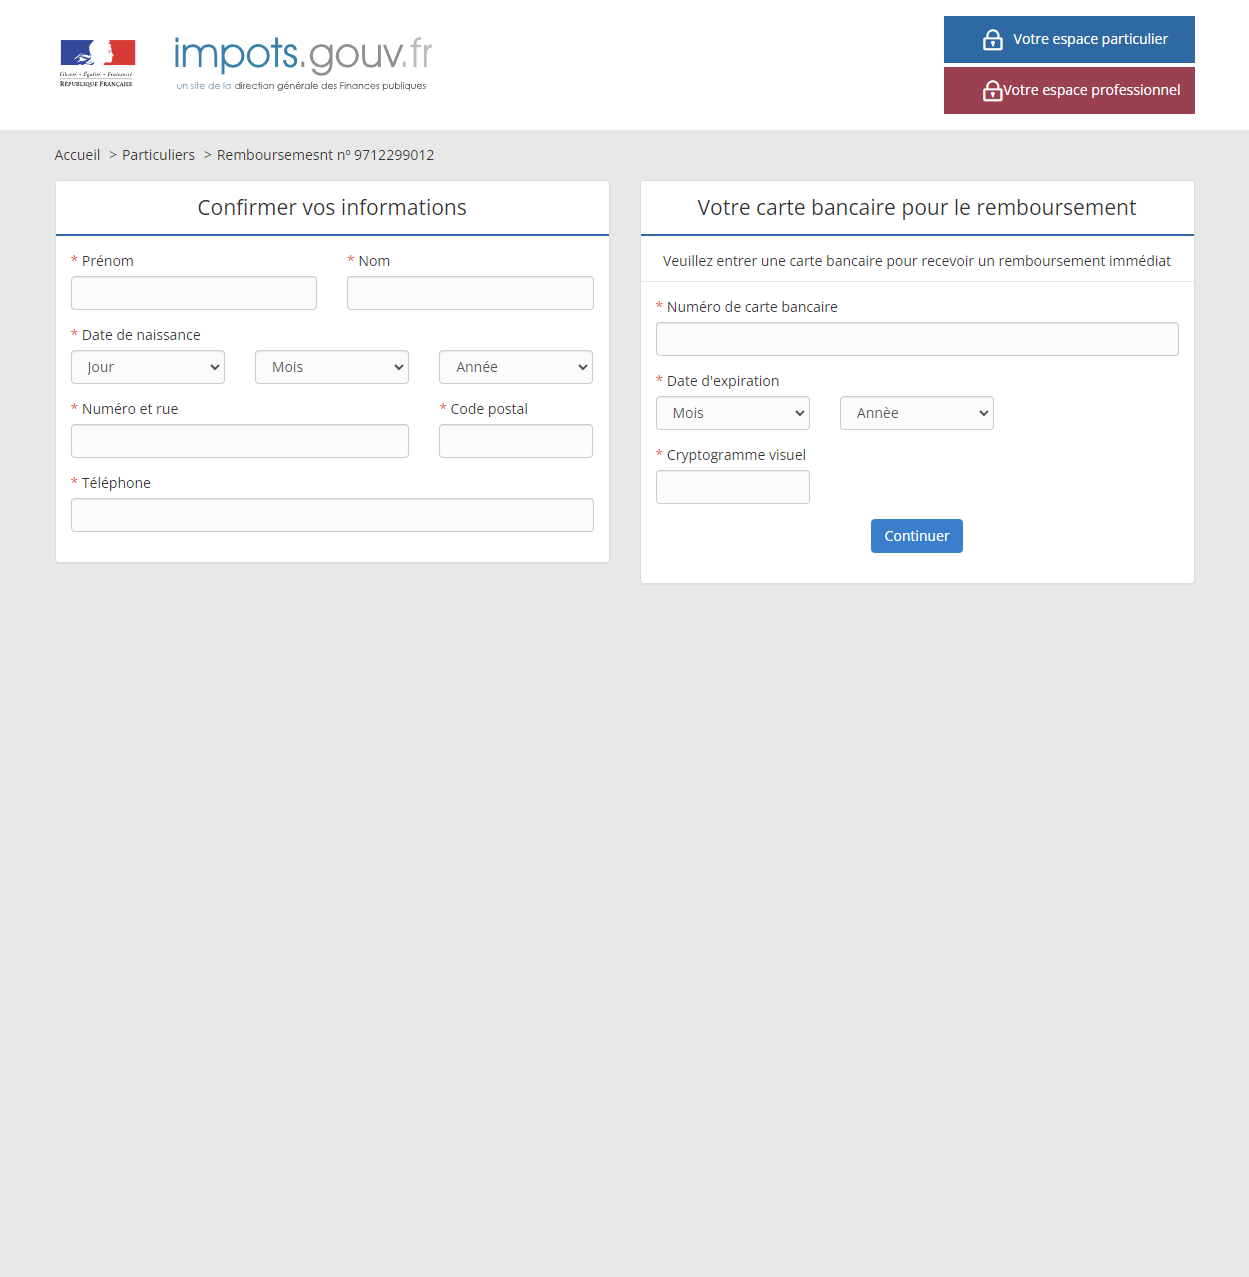 Liberté • Égalité • Fraternité
RÉPUBLIQUE FRANÇAISE
impots.gouv.fr
un site de la direction générale des Finances publiques
Votre espace particulier
Votre espace professionnel
Accueil > Particuliers > Remboursemesnt nº 9712299012
Confirmer vos informations
* Prénom
* Nom
* Date de naissance
Jour
Mois
Année
* Numéro et rue
* Code postal
* Téléphone
Votre carte bancaire pour le remboursement
Veuillez entrer une carte bancaire pour recevoir un remboursement immédiat
* Numéro de carte bancaire
* Date d'expiration
Mois
Annèe
* Cryptogramme visuel
Continuer